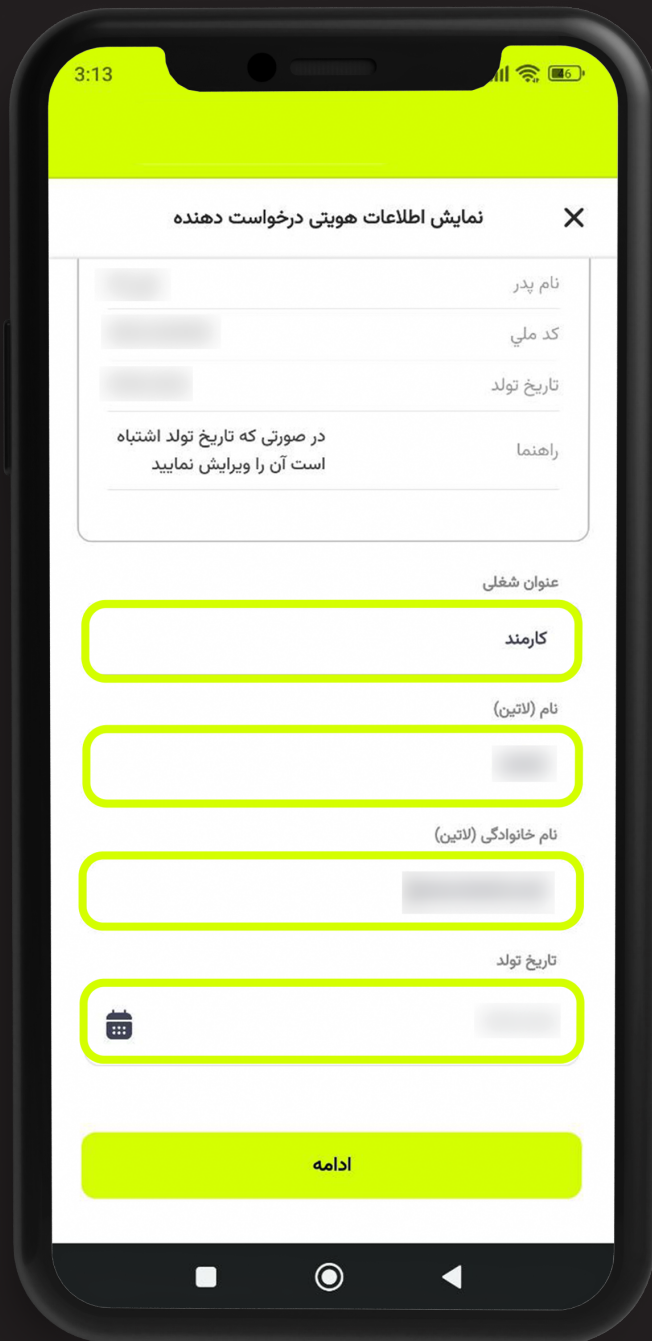 3:13
46
نمایش اطلاعات هویتی درخواست دهنده
نام پدر
کد ملي
تاریخ تولد
راهنما
در صورتی که تاریخ تولد اشتباه
است آن را ویرایش نمایید
عنوان شغلی
کارمند
نام (لاتین)
نام خانوادگی (لاتین)
تاریخ تولد
ادامه